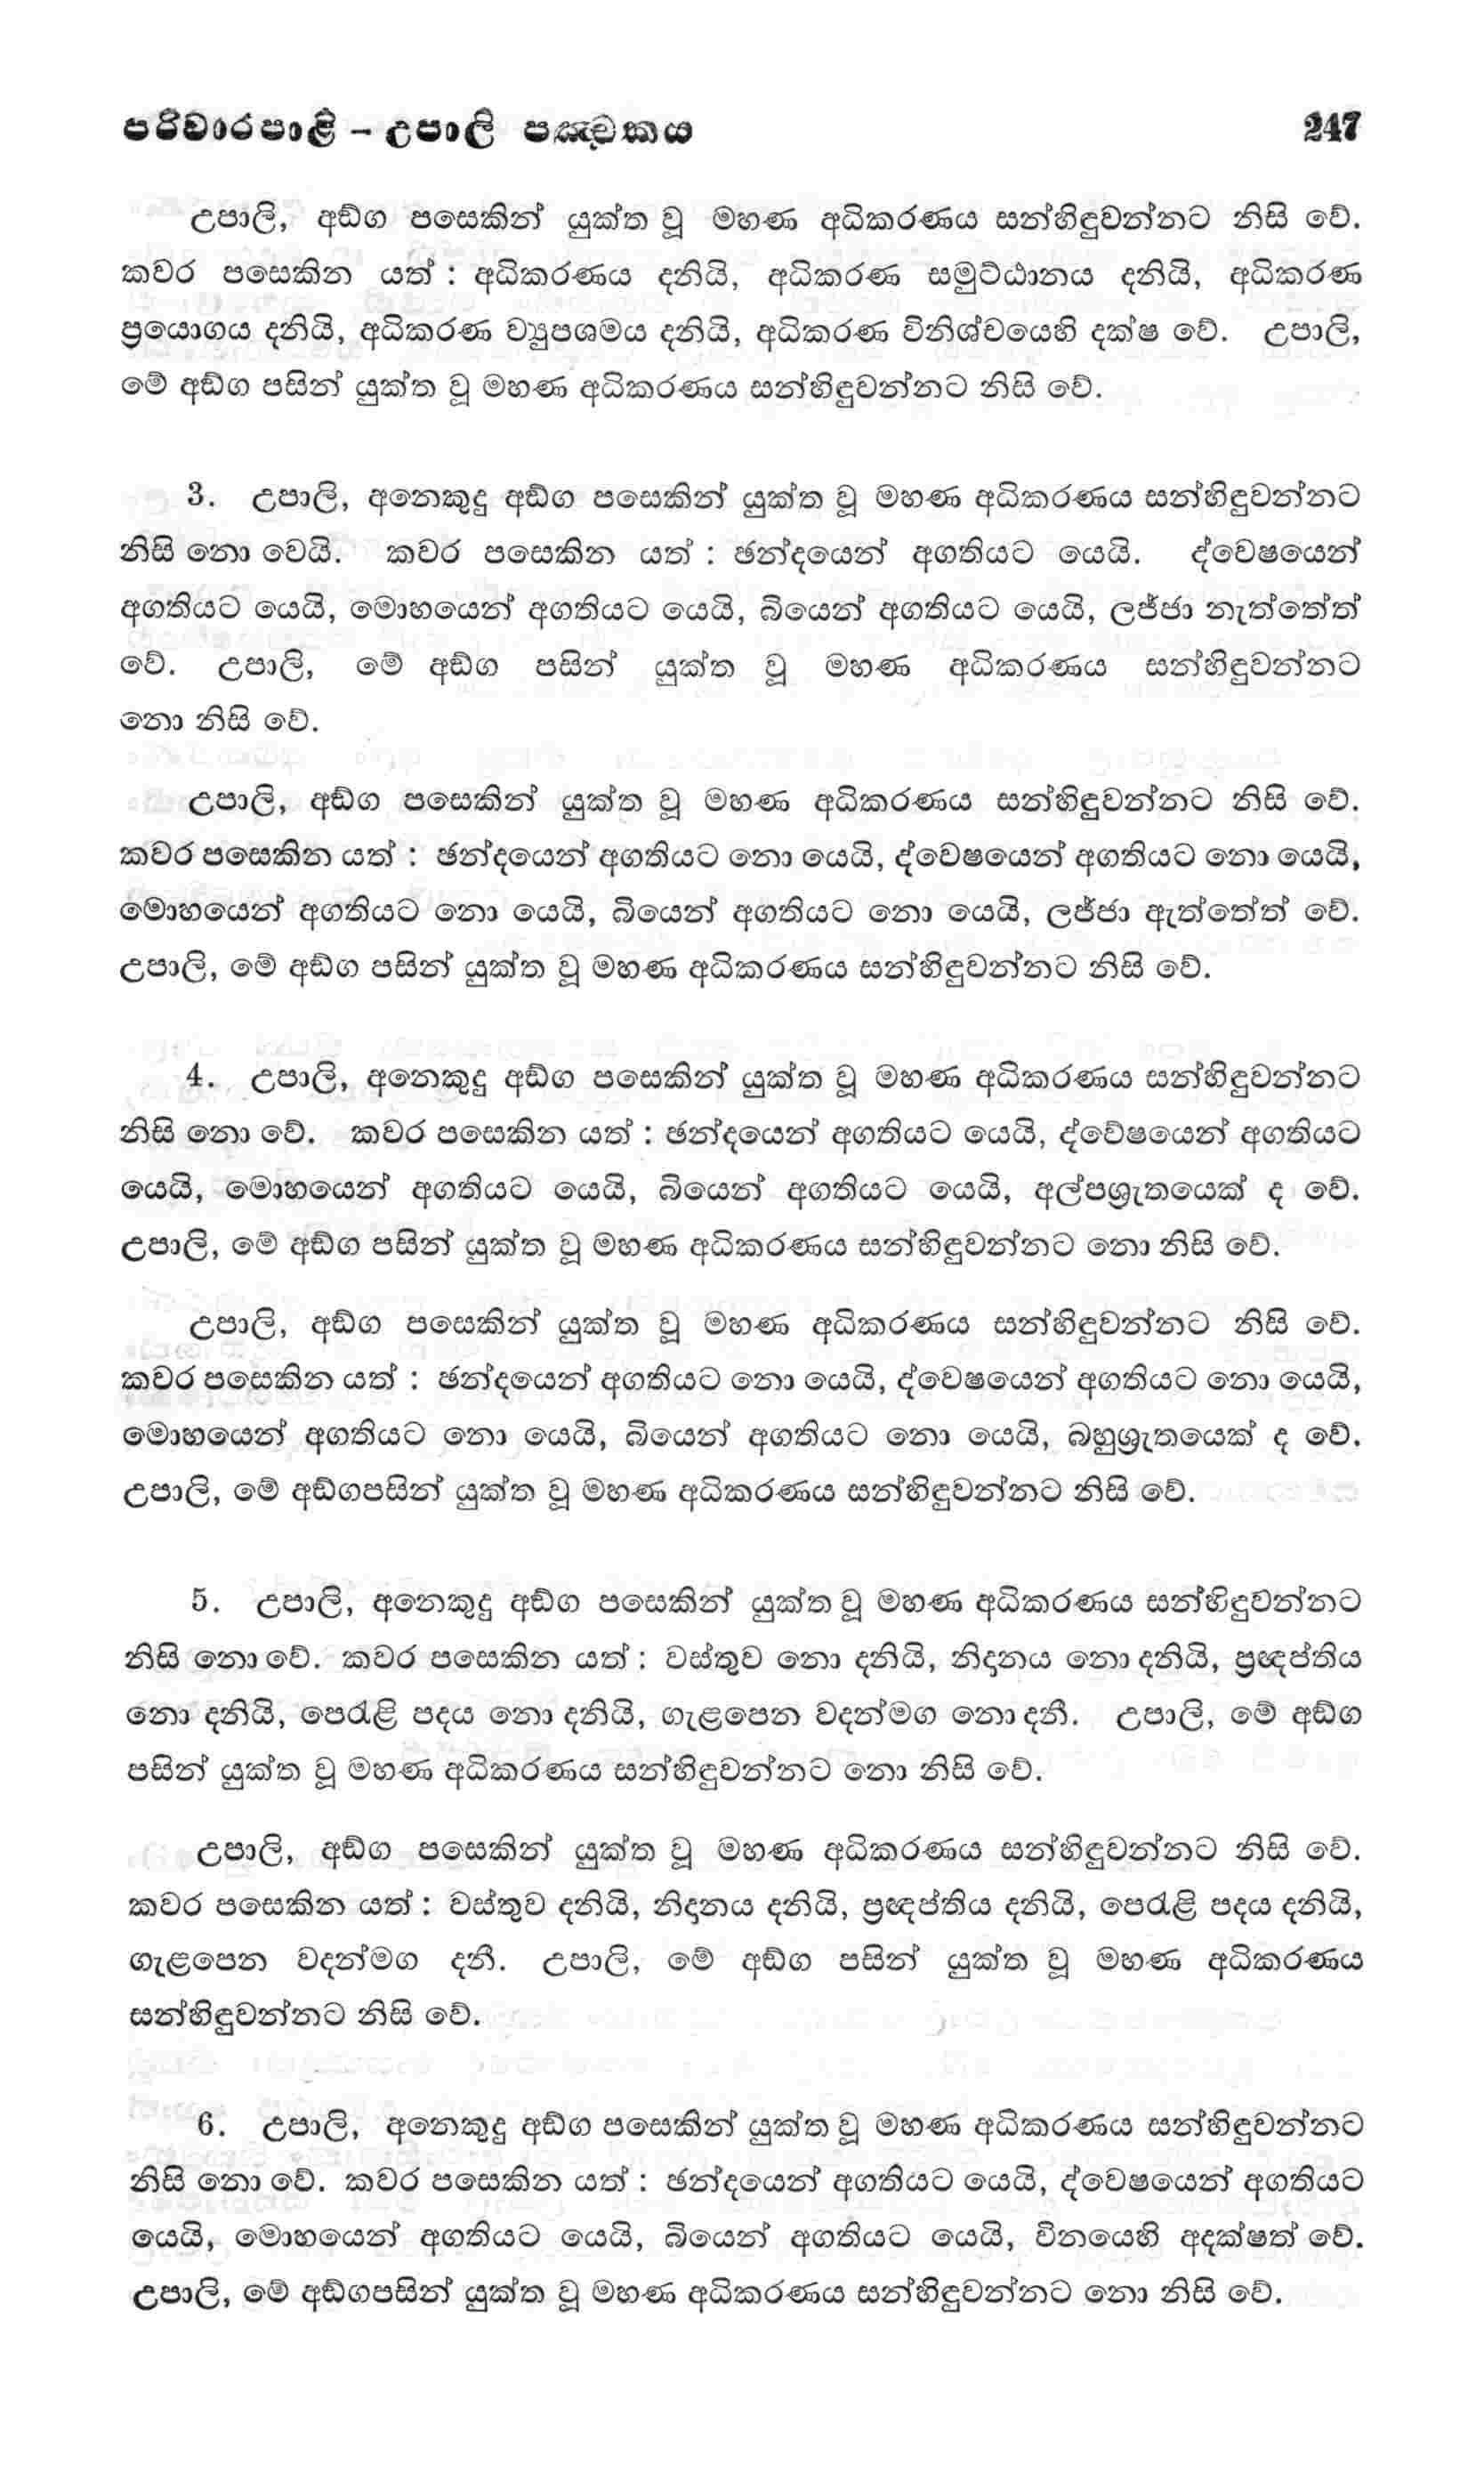 පරිවාරපාළි – උපාලි පඤ්චකය 247
උපාලි, අඞ්ග පසෙකින් යුක්ත වූ මහණ අධිකරණය සන්හිඳුවන්නට නිසි වේ.
කවර පසෙකින යත් : අධිකරණය දනියි, අධිකරණ සමුට්ඨානය දනියි, අධිකරණ
ප්‍රයොගය දනියි, අධිකරණ ව්‍යුපශමය දනියි, අධිකරණ විනිශ්චයෙහි දක්ෂ වේ. උපාලි,
මේ අඞ්ග පසින් යුක්ත වූ මහණ අධිකරණය සන්හිඳුවන්නට නිසි වේ.
3. උපාලි, අනෙකුදු අඞ්ග පසෙකින් යුක්ත වූ මහණ අධිකරණය සන්හිඳුවන්නට
නිසි නො වෙයි. කවර පසෙකින යත් : ඡන්දයෙන් අගතියට යෙයි. ද්වෙෂයෙන්
අගතියට යෙයි, මොහයෙන් අගතියට යෙයි, බියෙන් අගතියට යෙයි, ලජ්ජා නැත්තේත්
වේ. උපාලි, මේ අඞ්ග පසින් යුක්ත වූ මහණ අධිකරණය සන්හිඳුවන්නට
නො නිසි වේ.
උපාලි, අඞ්ග පසෙකින් යුක්ත වූ මහණ අධිකරණය සන්හිඳුවන්නට නිසි වේ.
කවර පසෙකින යත් : ඡන්දයෙන් අගතියට නො යෙයි, ද්වෙෂයෙන් අගතියට නො යෙයි,
මොහයෙන් අගතියට නො යෙයි, බියෙන් අගතියට නො යෙයි, ලජ්ජා ඇත්තේත් වේ.
උපාලි, මේ අඞ්ග පසින් යුක්ත වූ මහණ අධිකරණය සන්හිඳුවන්නට නිසි වේ.
4. උපාලි, අනෙකුදු අඞ්ග පසෙකින් යුක්ත වූ මහණ අධිකරණය සන්හිඳුවන්නට
නිසි නො වේ. කවර පසෙකින යත් : ඡන්දයෙන් අගතියට යෙයි, ද්වේෂයෙන් අගතියට
යෙයි, මොහයෙන් අගතියට යෙයි, බියෙන් අගතියට යෙයි, අල්පශ්‍රැතයෙක් ද වේ.
උපාලි, මේ අඞ්ග පසින් යුක්ත වූ මහණ අධිකරණය සන්හිඳුවන්නට නො නිසි වේ.
උපාලි, අඞ්ග පසෙකින් යුක්ත වූ මහණ අධිකරණය සන්හිඳුවන්නට නිසි වේ.
කවර පසෙකින යත් : ඡන්දයෙන් අගතියට නො යෙයි, ද්වෙෂයෙන් අගතියට නො යෙයි,
මොහයෙන් අගතියට නො යෙයි, බියෙන් අගතියට නො යෙයි, බහුශ්‍රැතයෙක් ද වේ.
උපාලි, මේ අඞ්ගපසින් යුක්ත වූ මහණ අධිකරණය සන්හිඳුවන්නට නිසි වේ.
5. උපාලි, අනෙකුදු අඞ්ග පසෙකින් යුක්ත වූ මහණ අධිකරණය සන්හිඳුවන්නට
නිසි නො වේ. කවර පසෙකින යත් : වස්තුව නො දනියි, නිදානය නො දනියි, ප්‍රඥප්තිය
නො දනියි, පෙරැළි පදය නො දනියි, ගැළපෙන වදන්මග නො දනී. උපාලි, මේ අඞ්ග
පසින් යුක්ත වූ මහණ අධිකරණය සන්හිඳුවන්නට නො නිසි වේ.
උපාලි, අඞ්ග පසෙකින් යුක්ත වූ මහණ අධිකරණය සන්හිඳුවන්නට නිසි වේ.
කවර පසෙකින යත් : වස්තුව දනියි, නිදානය දනියි, ප්‍රඥප්තිය දනියි, පෙරැළි පදය දනියි,
ගැළපෙන වදන්මග දනී. උපාලි, මේ අඞ්ග පසින් යුක්ත වූ මහණ අධිකරණය
සන්හිඳුවන්නට නිසි වේ.
6. උපාලි, අනෙකුදු අඞ්ග පසෙකින් යුක්ත වූ මහණ අධිකරණය සන්හිඳුවන්නට
නිසි නො වේ. කවර පසෙකින යත් : ඡන්දයෙන් අගතියට යෙයි, ද්වෙෂයෙන් අගතියට
යෙයි, මොහයෙන් අගතියට යෙයි, බියෙන් අගතියට යෙයි, විනයෙහි අදක්ෂත් වේ.
උපාලි, මේ අඞ්ගපසින් යුක්ත වූ මහණ අධිකරණය සන්හිඳුවන්නට නො නිසි වේ.